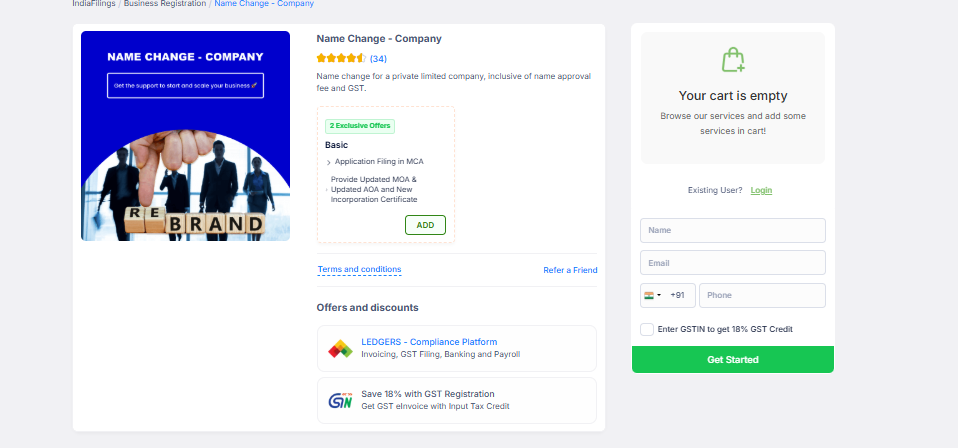 IndiaFilings / Business Registration / Name Change - Company
NAME CHANGE - COMPANY
Get the support to start and scale your business 🚀
RE BRAND
Name Change - Company
(34)
Name change for a private limited company, inclusive of name approval
fee and GST.
2 Exclusive Offers
Basic
Application Filing in MCA
Provide Updated MOA &
Updated AOA and New
Incorporation Certificate
ADD
Terms and conditions
Refer a Friend
Offers and discounts
LEDGERS - Compliance Platform
Invoicing, GST Filing, Banking and Payroll
GSTN
Save 18% with GST Registration
Get GST eInvoice with Input Tax Credit
Your cart is empty
Browse our services and add some
services in cart!
Existing User? Login
Name
Email
+91 Phone
Enter GSTIN to get 18% GST Credit
Get Started